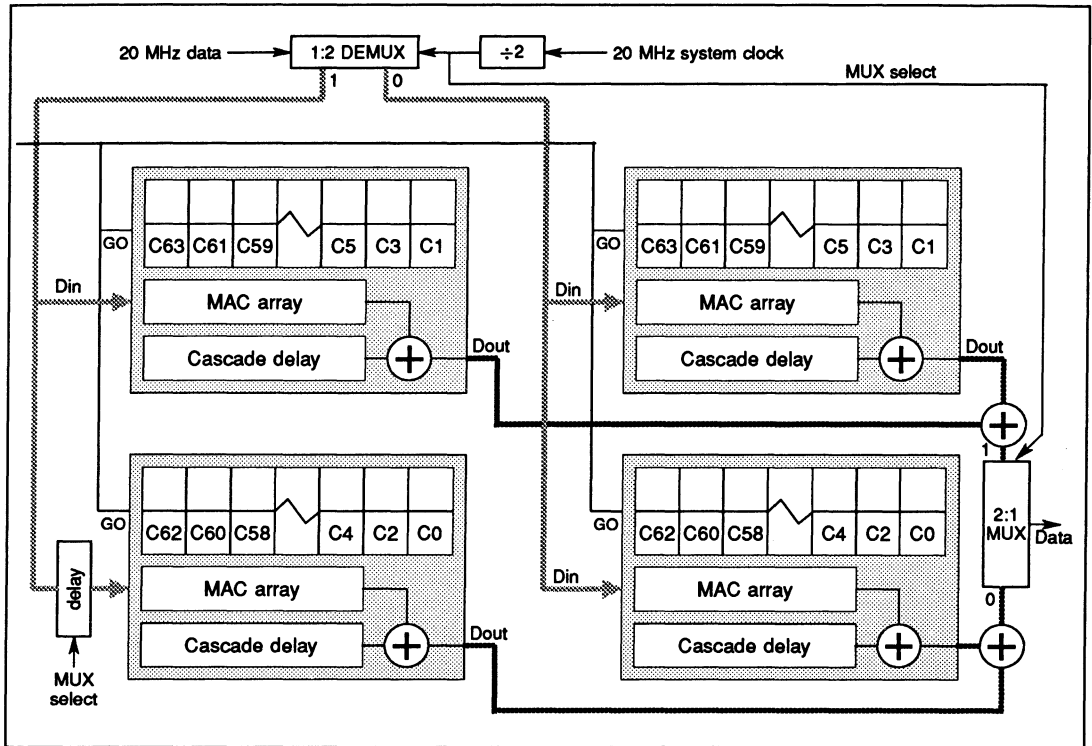 20 MHz data
1:2 DEMUX
÷2
20 MHz system clock
1
0
MUX select
GO
C63 C61 C59 C5 C3 C1
Din
MAC array
Cascade delay
+
Dout
GO
C63 C61 C59 C5 C3 C1
Din
MAC array
Cascade delay
+
Dout
+
GO
C62 C60 C58 C4 C2 C0
delay
MUX
select
MAC array
Cascade delay
+
Dout
GO
C62 C60 C58 C4 C2 C0
Din
MAC array
Cascade delay
+
1
2:1
MUX
0
Data
+